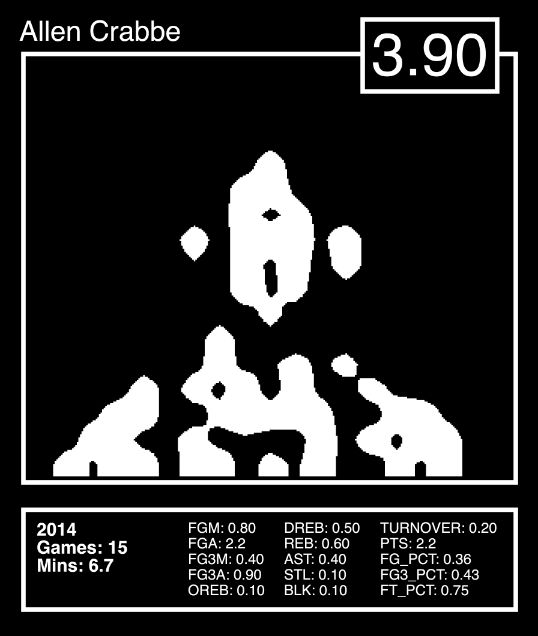 Allen Crabbe
3.90
2014
Games: 15
Mins: 6.7
FGM: 0.80
FGA: 2.2
FG3M: 0.40
FG3A: 0.90
OREB: 0.10
DREB: 0.50
REB: 0.60
AST: 0.40
STL: 0.10
BLK: 0.10
TURNOVER: 0.20
PTS: 2.2
FG_PCT: 0.36
FG3_PCT: 0.43
FT_PCT: 0.75